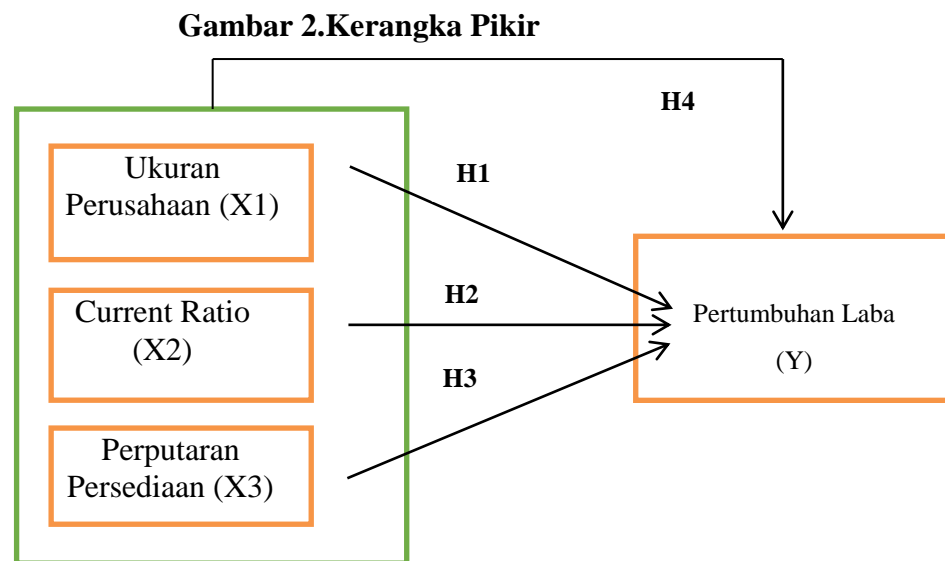 Gambar 2.Kerangka Pikir
H4
Ukuran
Perusahaan (X1)
H1
Current Ratio
(X2)
H2
Pertumbuhan Laba
(Y)
H3
Perputaran
Persediaan (X3)